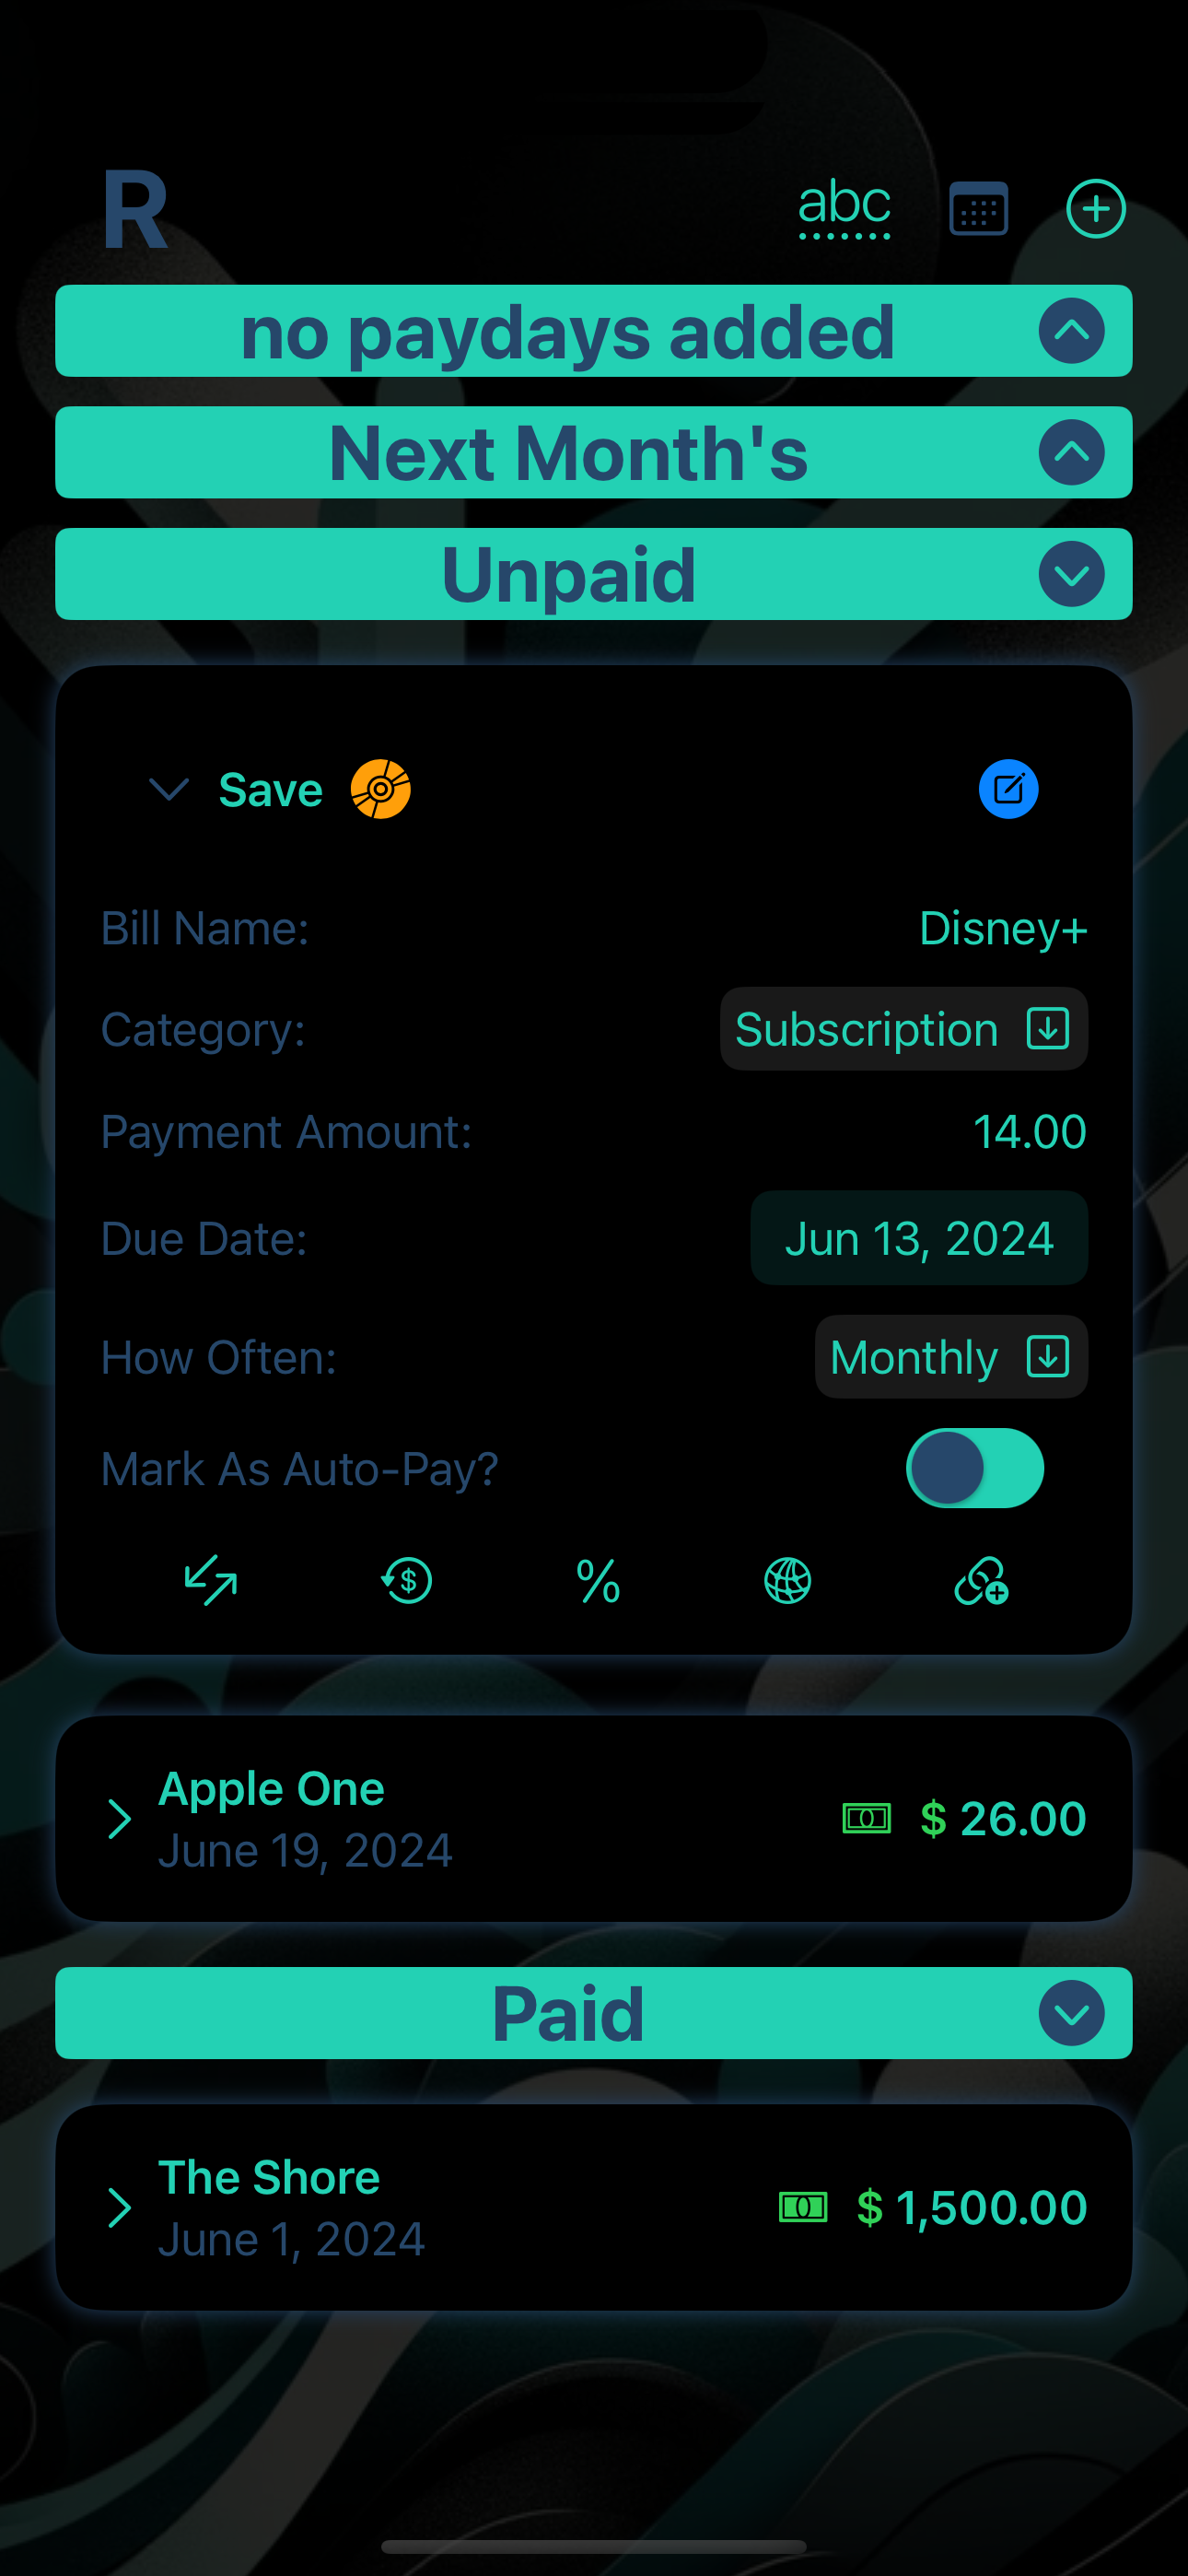 R
abc
no paydays added
Next Month's
Unpaid
Save
Bill Name: Disney+
Category: Subscription
Payment Amount: 14.00
Due Date: Jun 13, 2024
How Often: Monthly
Mark As Auto-Pay?
%
Apple One
June 19, 2024
$ 26.00
Paid
The Shore
June 1, 2024
$ 1,500.00